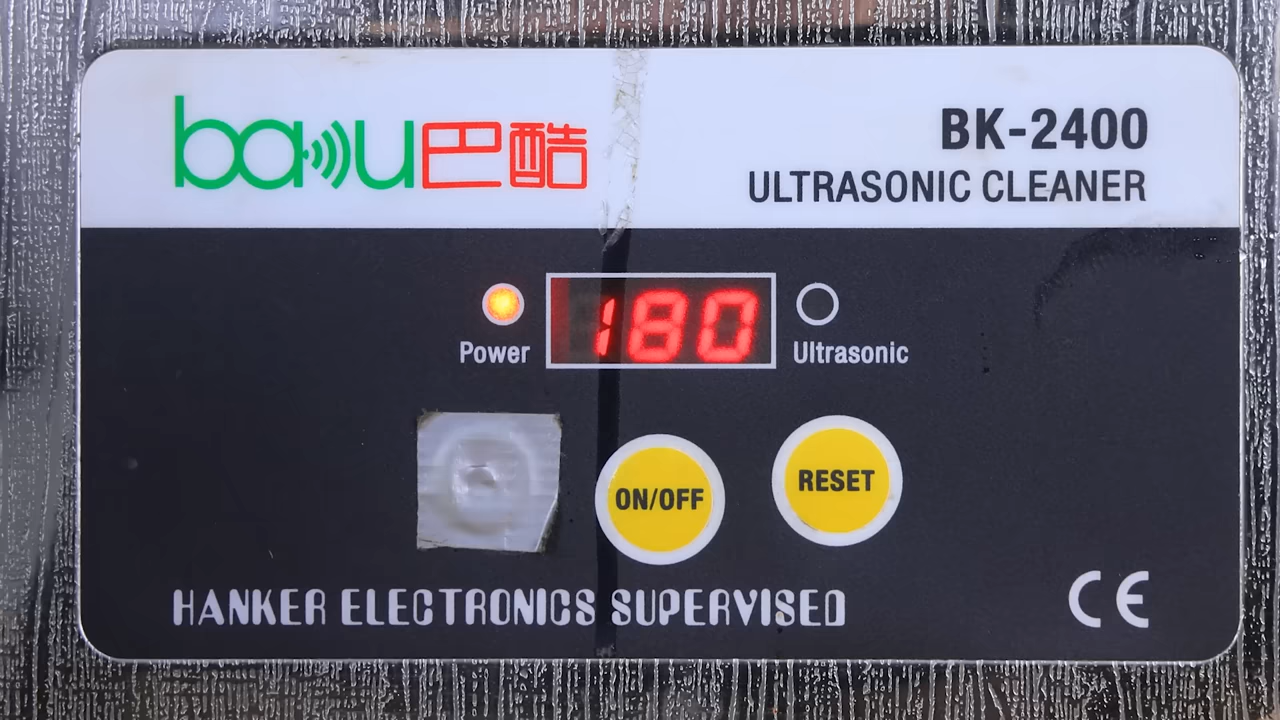 baku巴酷
BK-2400
ULTRASONIC CLEANER
180
Power
Ultrasonic
ON/OFF
RESET
HANKER ELECTRONICS SUPERVISED
CE